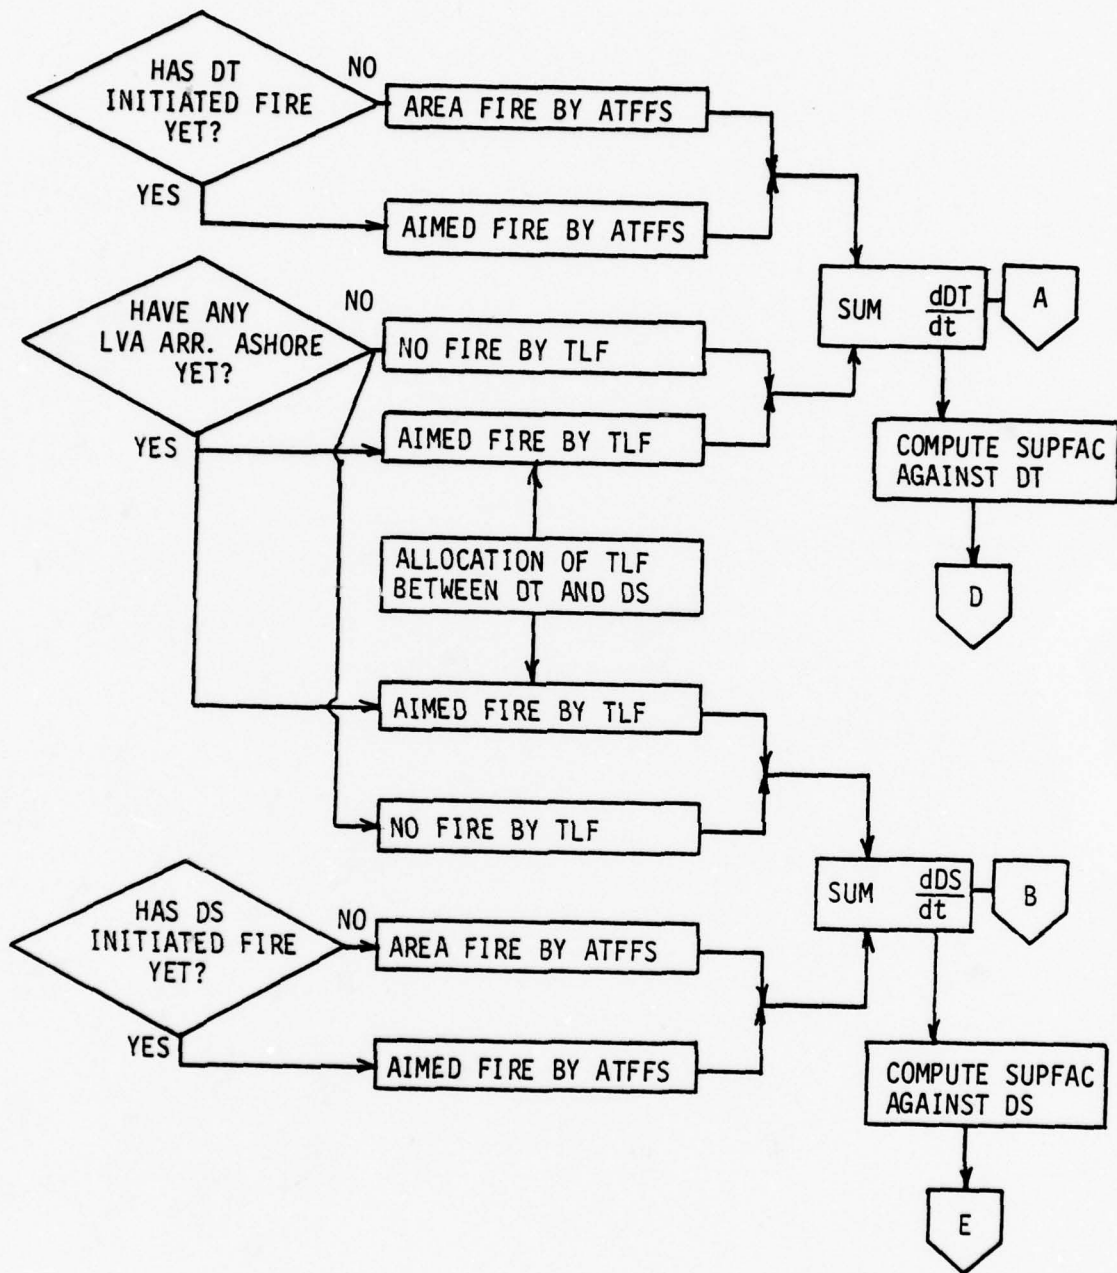 HAS DT
INITIATED FIRE
YET?
NO
YES
AREA FIRE BY ATFFS
AIMED FIRE BY ATFFS
HAVE ANY
LVA ARR. ASHORE
YET?
NO
YES
NO FIRE BY TLF
AIMED FIRE BY TLF
SUM dDT
dt
A
COMPUTE SUPFAC
AGAINST DT
D
ALLOCATION OF TLF
BETWEEN DT AND DS
AIMED FIRE BY TLF
NO FIRE BY TLF
HAS DS
INITIATED FIRE
YET?
NO
YES
AREA FIRE BY ATFFS
AIMED FIRE BY ATFFS
SUM dDS
dt
B
COMPUTE SUPFAC
AGAINST DS
E